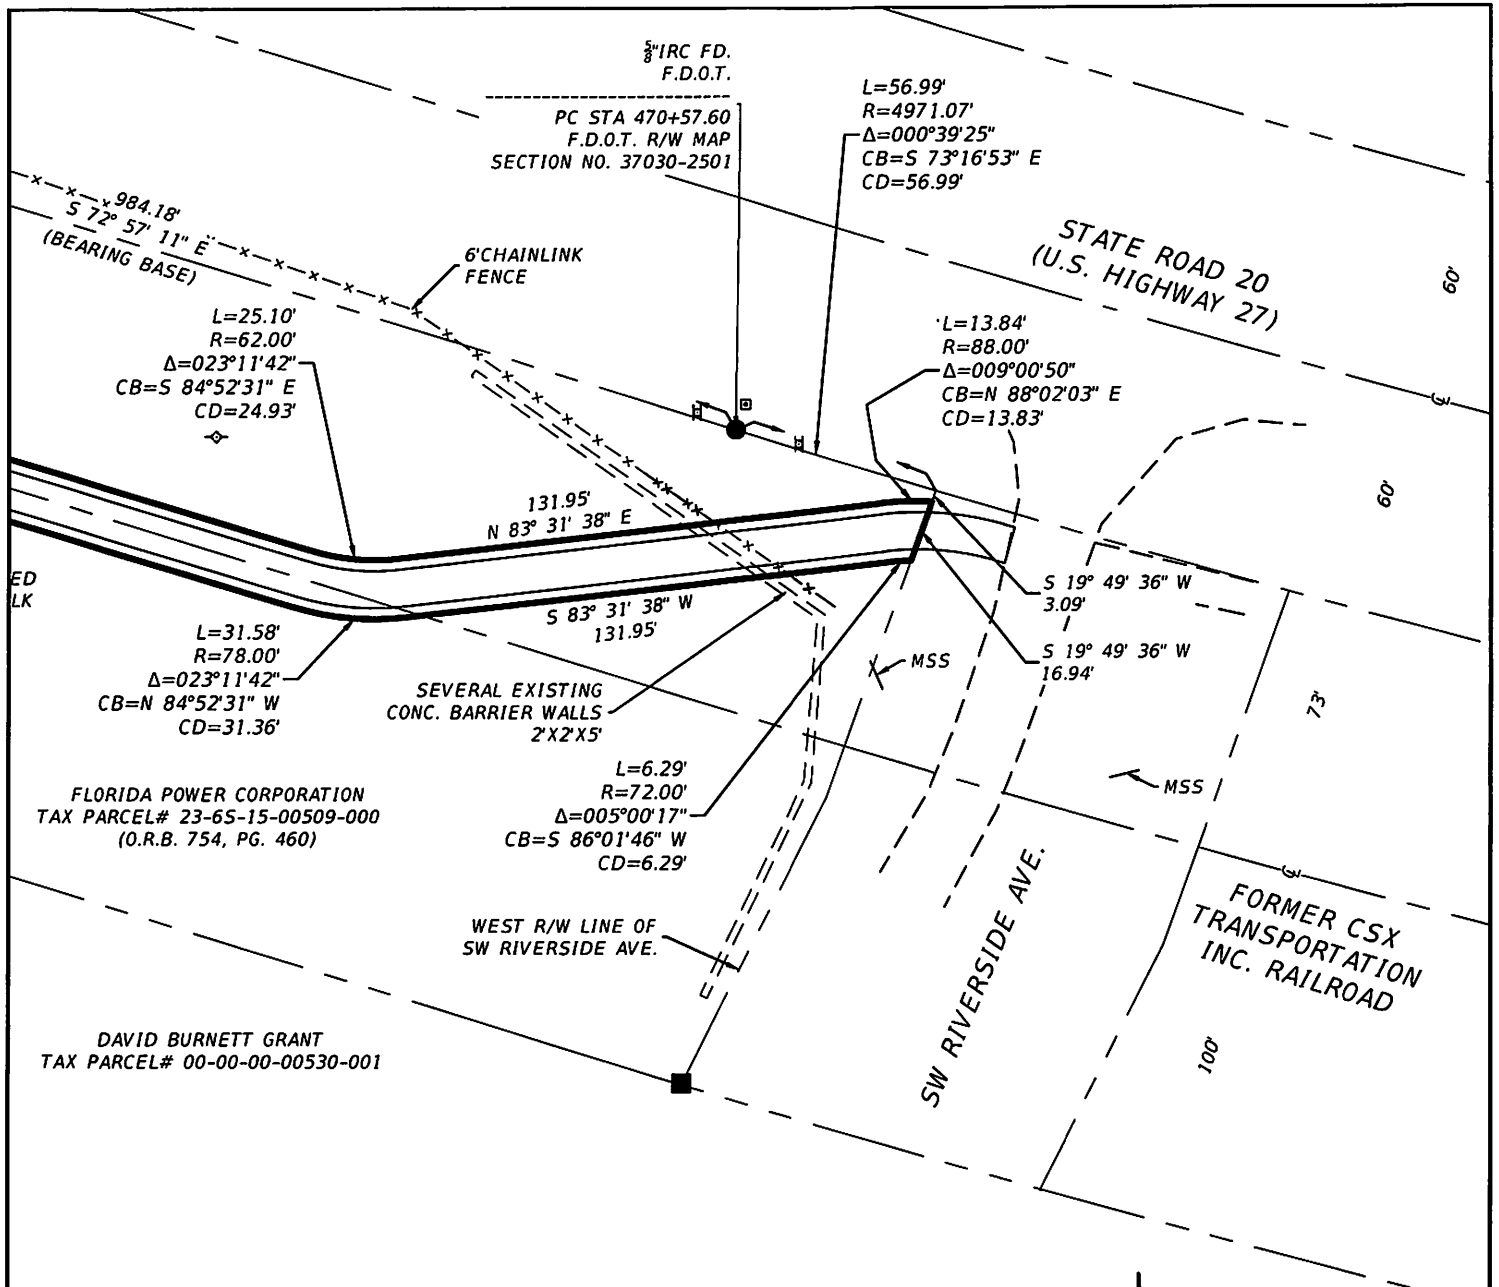 ⅝"IRC FD.
F.D.O.T.
PC STA 470+57.60
F.D.O.T. R/W MAP
SECTION NO. 37030-2501
L=56.99'
R=4971.07'
Δ=000°39'25"
CB=S 73°16'53" E
CD=56.99'
984.18'
S 72° 57' 11" E
(BEARING BASE)
6'CHAINLINK
FENCE
STATE ROAD 20
(U.S. HIGHWAY 27)
60'
L=25.10'
R=62.00'
Δ=023°11'42"
CB=S 84°52'31" E
CD=24.93'
L=13.84'
R=88.00'
Δ=009°00'50"
CB=N 88°02'03" E
CD=13.83'
℄
60'
131.95'
N 83° 31' 38" E
ED
LK
S 83° 31' 38" W
131.95'
S 19° 49' 36" W
3.09'
S 19° 49' 36" W
16.94'
L=31.58'
R=78.00'
Δ=023°11'42"
CB=N 84°52'31" W
CD=31.36'
MSS
SEVERAL EXISTING
CONC. BARRIER WALLS
2'X2'X5'
73'
MSS
L=6.29'
R=72.00'
Δ=005°00'17"
CB=S 86°01'46" W
CD=6.29'
FLORIDA POWER CORPORATION
TAX PARCEL# 23-6S-15-00509-000
(O.R.B. 754, PG. 460)
℄
WEST R/W LINE OF
SW RIVERSIDE AVE.
SW RIVERSIDE AVE.
FORMER CSX
TRANSPORTATION
INC. RAILROAD
100'
DAVID BURNETT GRANT
TAX PARCEL# 00-00-00-00530-001